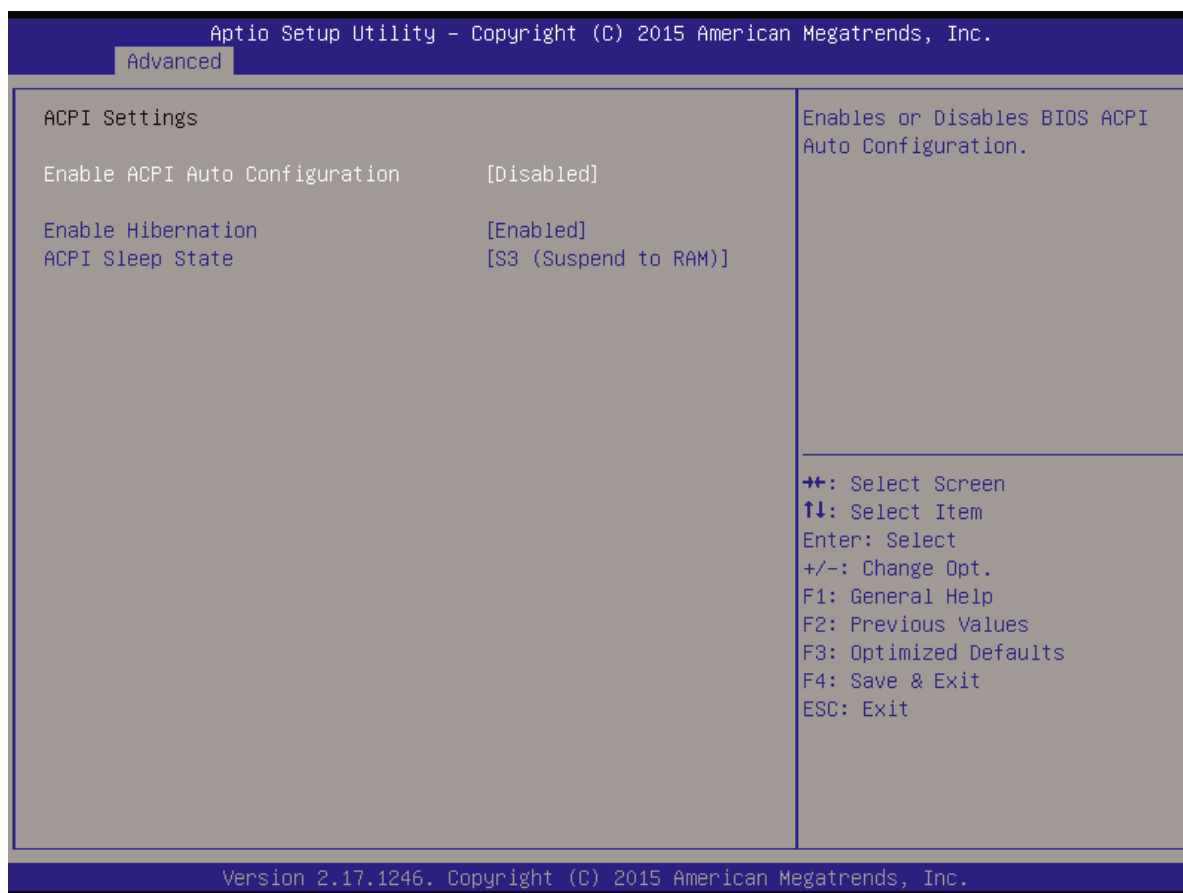 Aptio Setup Utility – Copyright (C) 2015 American Megatrends, Inc.
Advanced
ACPI Settings
Enable ACPI Auto Configuration [Disabled]
Enable Hibernation [Enabled]
ACPI Sleep State [S3 (Suspend to RAM)]
Enables or Disables BIOS ACPI
Auto Configuration.
→←: Select Screen
↑↓: Select Item
Enter: Select
+/-: Change Opt.
F1: General Help
F2: Previous Values
F3: Optimized Defaults
F4: Save & Exit
ESC: Exit
Version 2.17.1246. Copyright (C) 2015 American Megatrends, Inc.